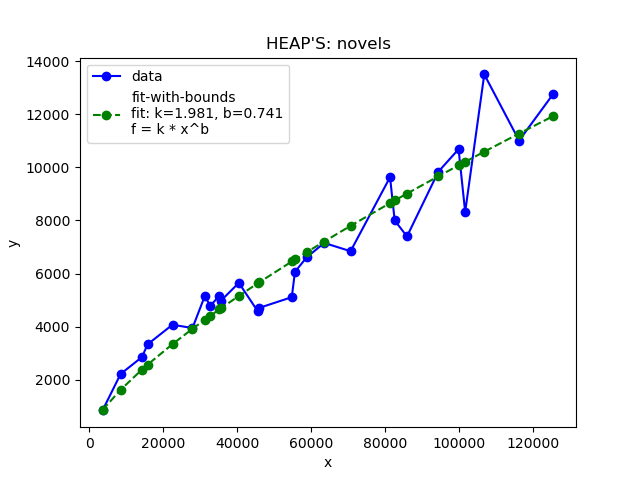 HEAP'S: novels
data
fit-with-bounds
fit: k=1.981, b=0.741
f = k * x^b
14000
12000
10000
8000
6000
4000
2000
y
0
20000
40000
60000
80000
100000
120000
x